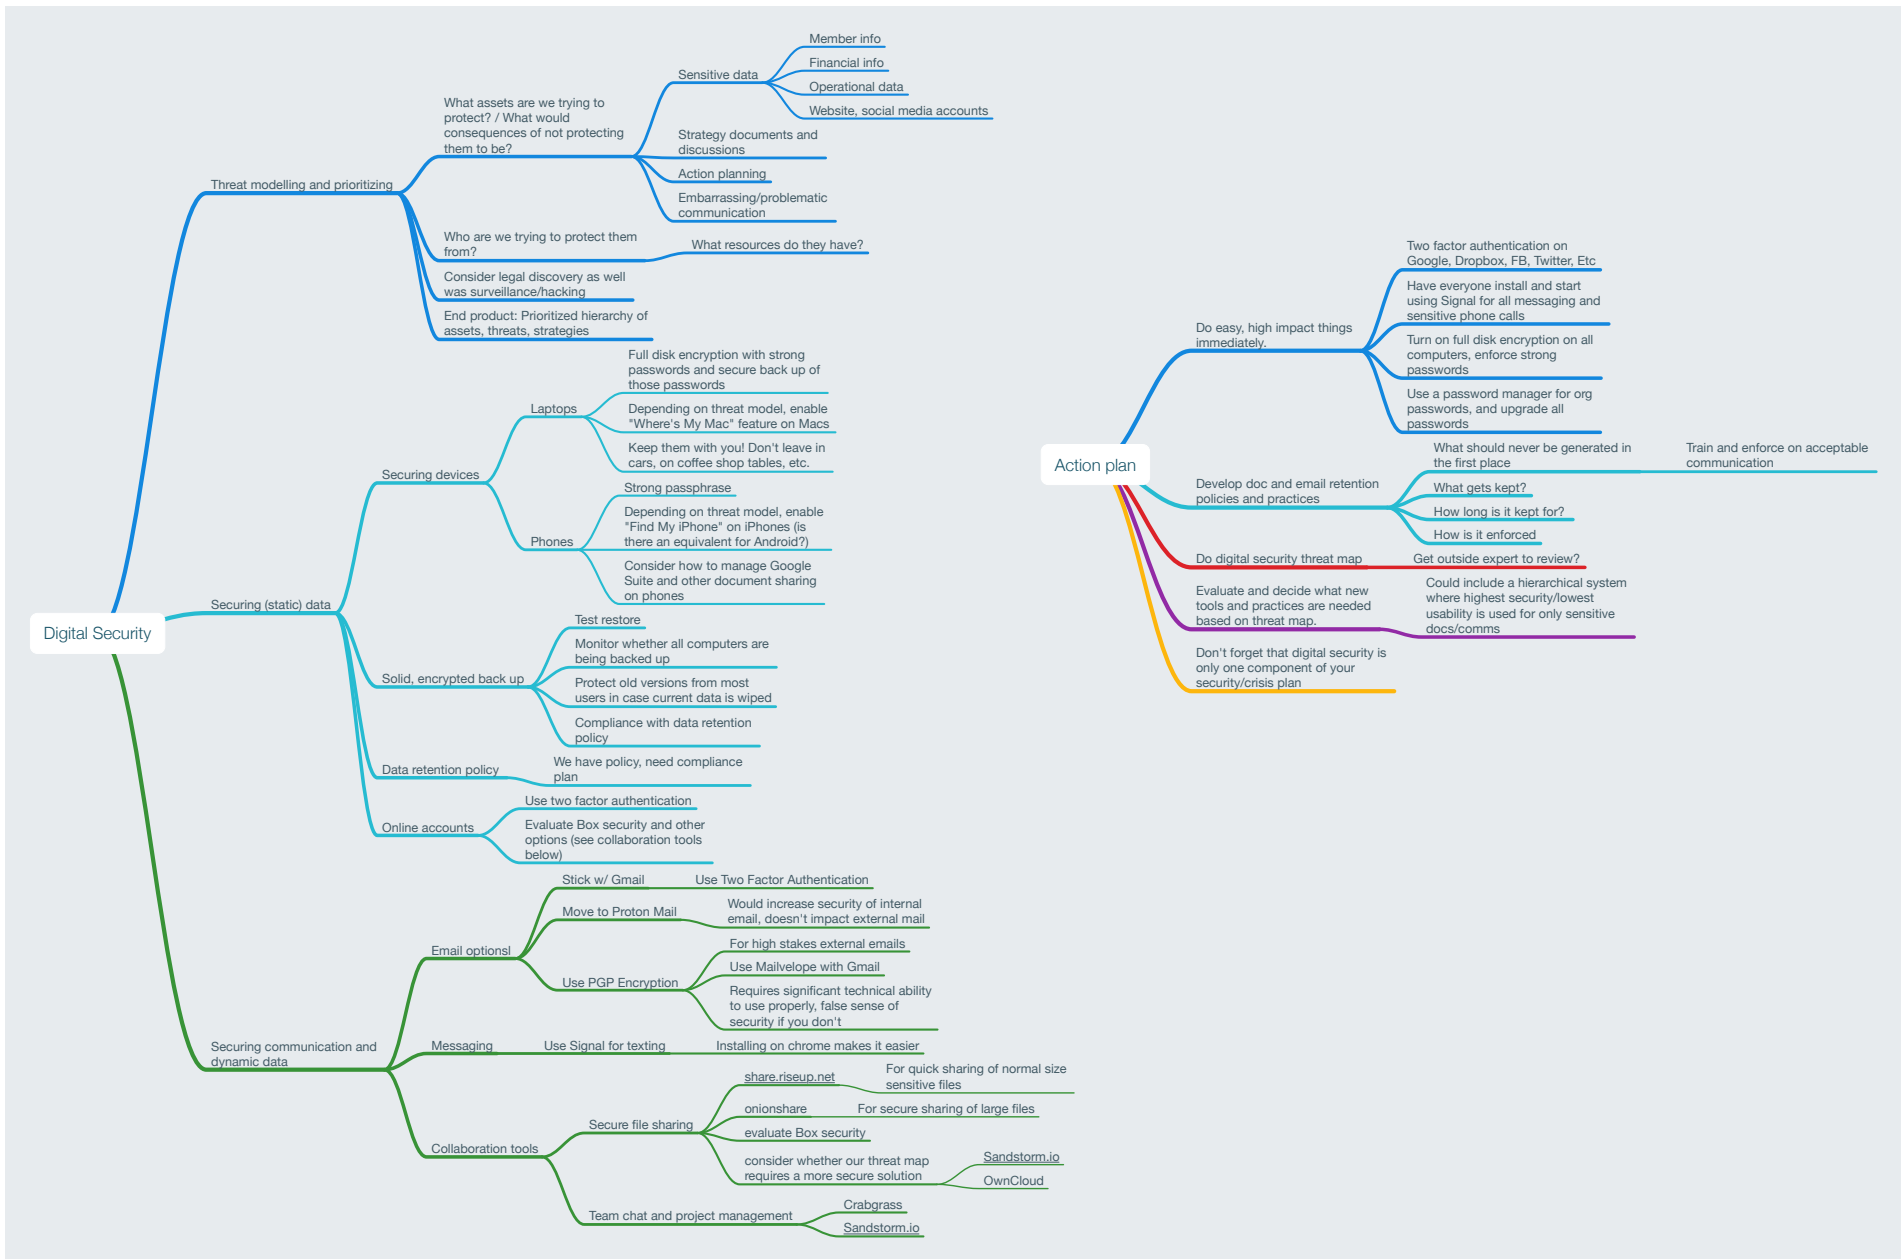 Digital Security
Threat modelling and prioritizing
What assets are we trying to
protect? / What would
consequences of not protecting
them to be?
Sensitive data
Member info
Financial info
Operational data
Website, social media accounts
Strategy documents and
discussions
Action planning
Embarrassing/problematic
communication
Who are we trying to protect them
from?
What resources do they have?
Consider legal discovery as well
was surveillance/hacking
End product: Prioritized hierarchy of
assets, threats, strategies
Securing (static) data
Securing devices
Laptops
Full disk encryption with strong
passwords and secure back up of
those passwords
Depending on threat model, enable
"Where's My Mac" feature on Macs
Keep them with you! Don't leave in
cars, on coffee shop tables, etc.
Phones
Strong passphrase
Depending on threat model, enable
"Find My iPhone" on iPhones (is
there an equivalent for Android?)
Consider how to manage Google
Suite and other document sharing
on phones
Solid, encrypted back up
Test restore
Monitor whether all computers are
being backed up
Protect old versions from most
users in case current data is wiped
Compliance with data retention
policy
Data retention policy
We have policy, need compliance
plan
Online accounts
Use two factor authentication
Evaluate Box security and other
options (see collaboration tools
below)
Securing communication and
dynamic data
Email optionsl
Stick w/ Gmail
Use Two Factor Authentication
Move to Proton Mail
Would increase security of internal
email, doesn't impact external mail
Use PGP Encryption
For high stakes external emails
Use Mailvelope with Gmail
Requires significant technical ability
to use properly, false sense of
security if you don't
Messaging
Use Signal for texting
Installing on chrome makes it easier
Collaboration tools
Secure file sharing
share.riseup.net
For quick sharing of normal size
sensitive files
onionshare
For secure sharing of large files
evaluate Box security
consider whether our threat map
requires a more secure solution
Sandstorm.io
OwnCloud
Team chat and project management
Crabgrass
Sandstorm.io
Action plan
Do easy, high impact things
immediately.
Two factor authentication on
Google, Dropbox, FB, Twitter, Etc
Have everyone install and start
using Signal for all messaging and
sensitive phone calls
Turn on full disk encryption on all
computers, enforce strong
passwords
Use a password manager for org
passwords, and upgrade all
passwords
Develop doc and email retention
policies and practices
What should never be generated in
the first place
Train and enforce on acceptable
communication
What gets kept?
How long is it kept for?
How is it enforced
Do digital security threat map
Get outside expert to review?
Evaluate and decide what new
tools and practices are needed
based on threat map.
Could include a hierarchical system
where highest security/lowest
usability is used for only sensitive
docs/comms
Don't forget that digital security is
only one component of your
security/crisis plan